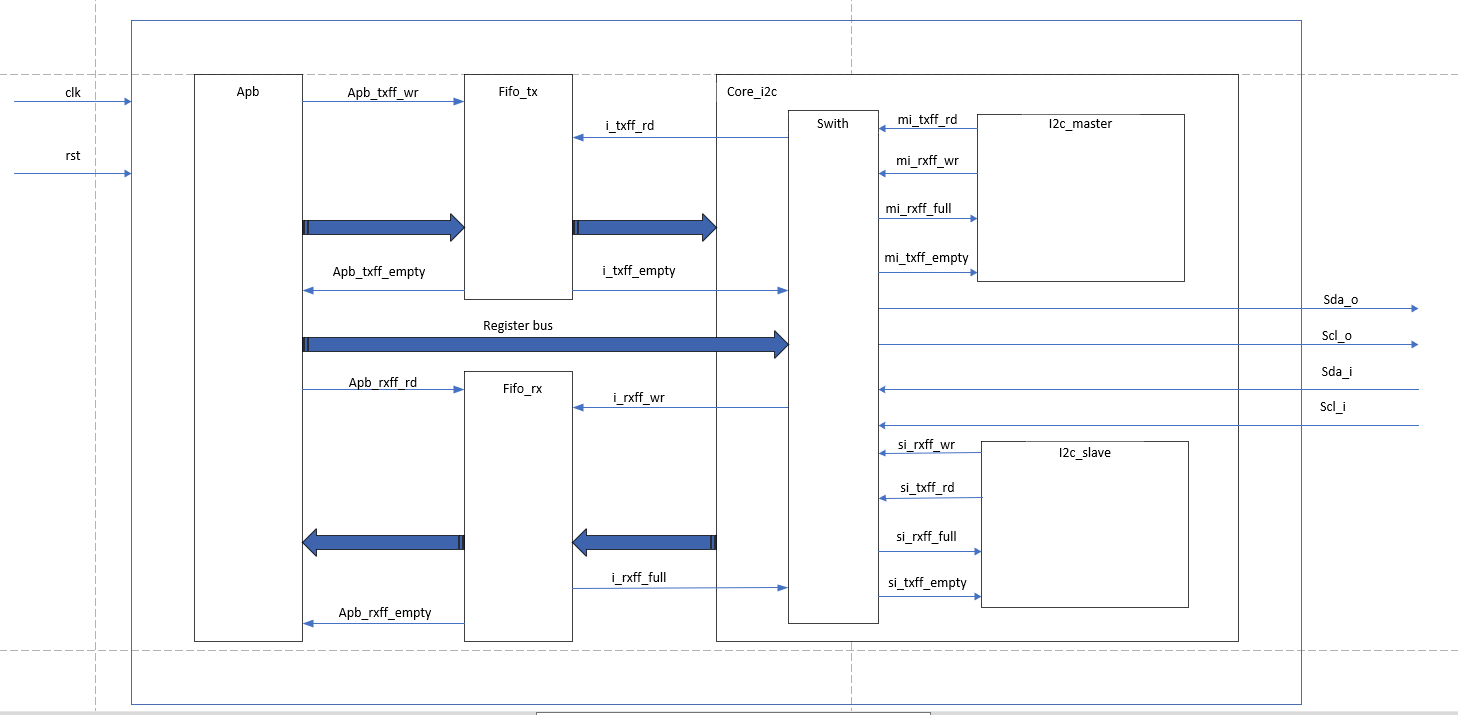 clk
rst
Apb
Apb_txff_wr
Fifo_tx
i_txff_rd
Core_i2c
Swith
mi_txff_rd
I2c_master
mi_rxff_wr
mi_rxff_full
mi_txff_empty
Apb_txff_empty
i_txff_empty
Sda_o
Register bus
Scl_o
Sda_i
Apb_rxff_rd
Fifo_rx
i_rxff_wr
Scl_i
si_rxff_wr
I2c_slave
si_txff_rd
si_rxff_full
i_rxff_full
si_txff_empty
Apb_rxff_empty